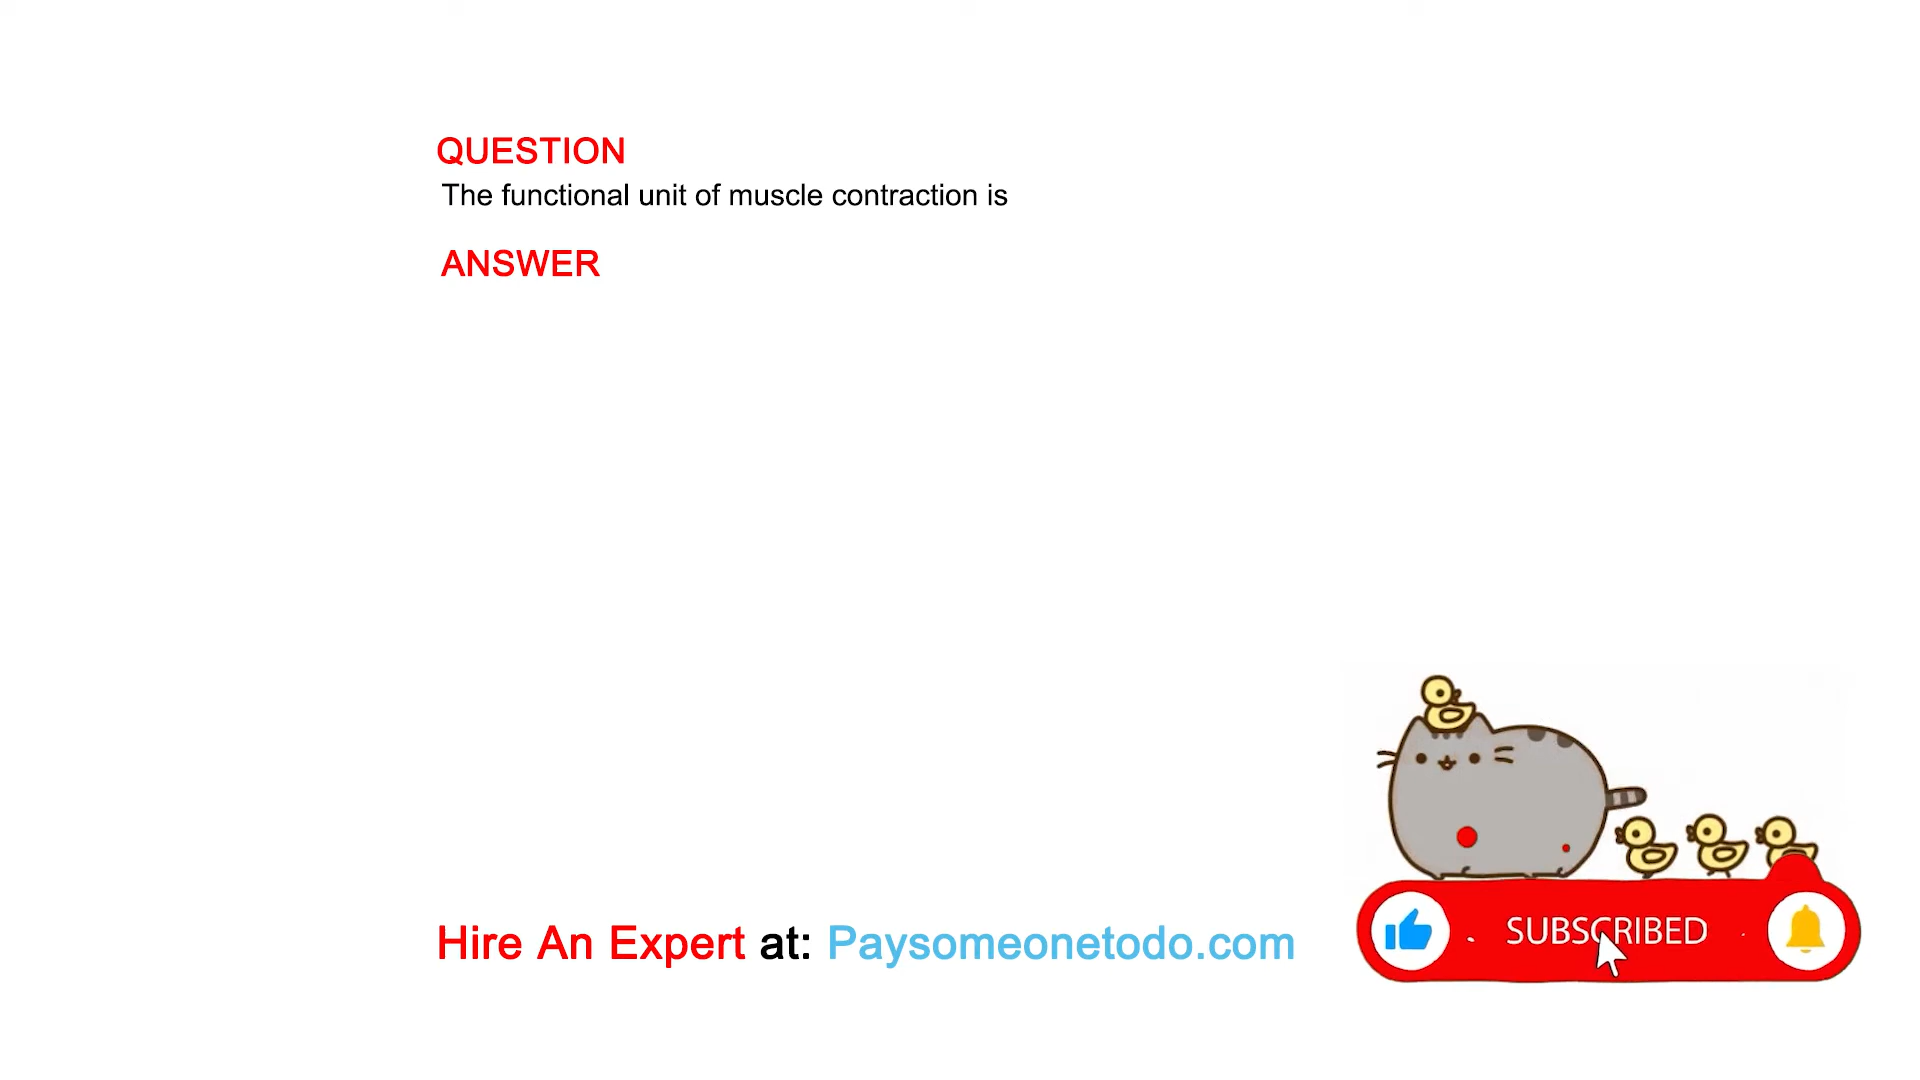 QUESTION
The functional unit of muscle contraction is
ANSWER
Hire An Expert at: Paysomeonetodo.com
SUBSCRIBED